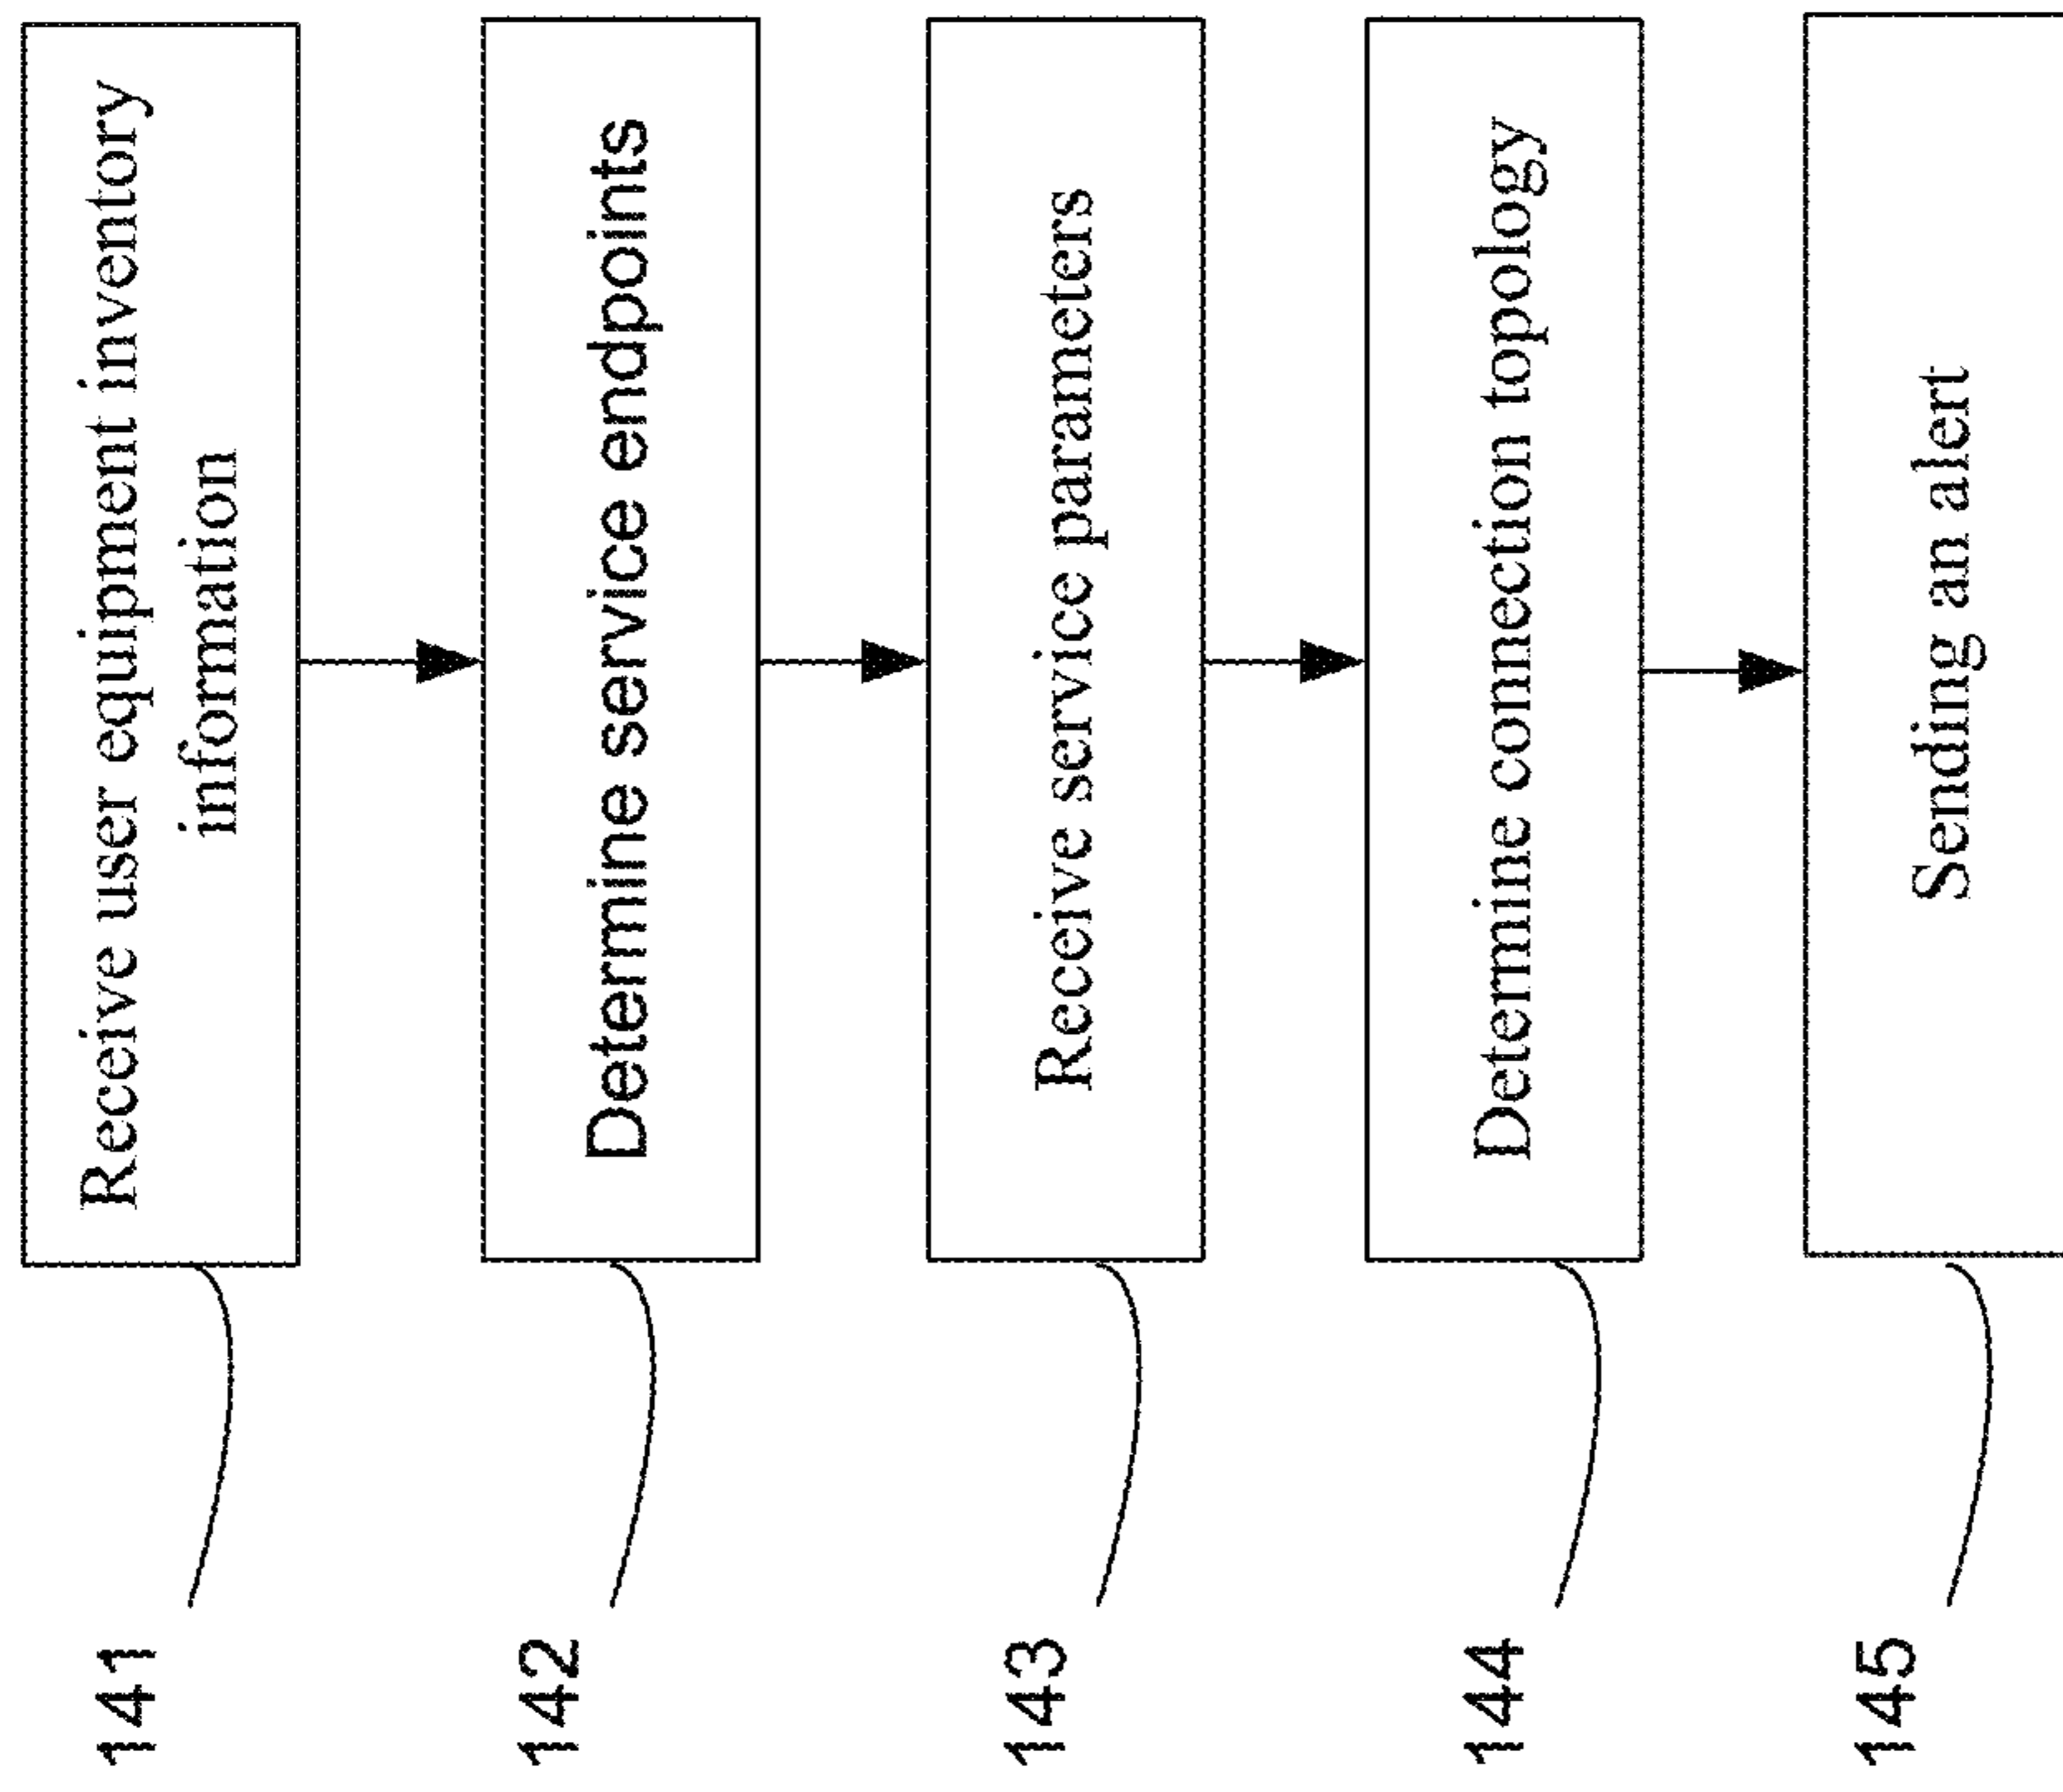 141
Receive user equipment inventory
information
142
Determine service endpoints
143
Receive service parameters
144
Determine connection topology
145
Sending an alert